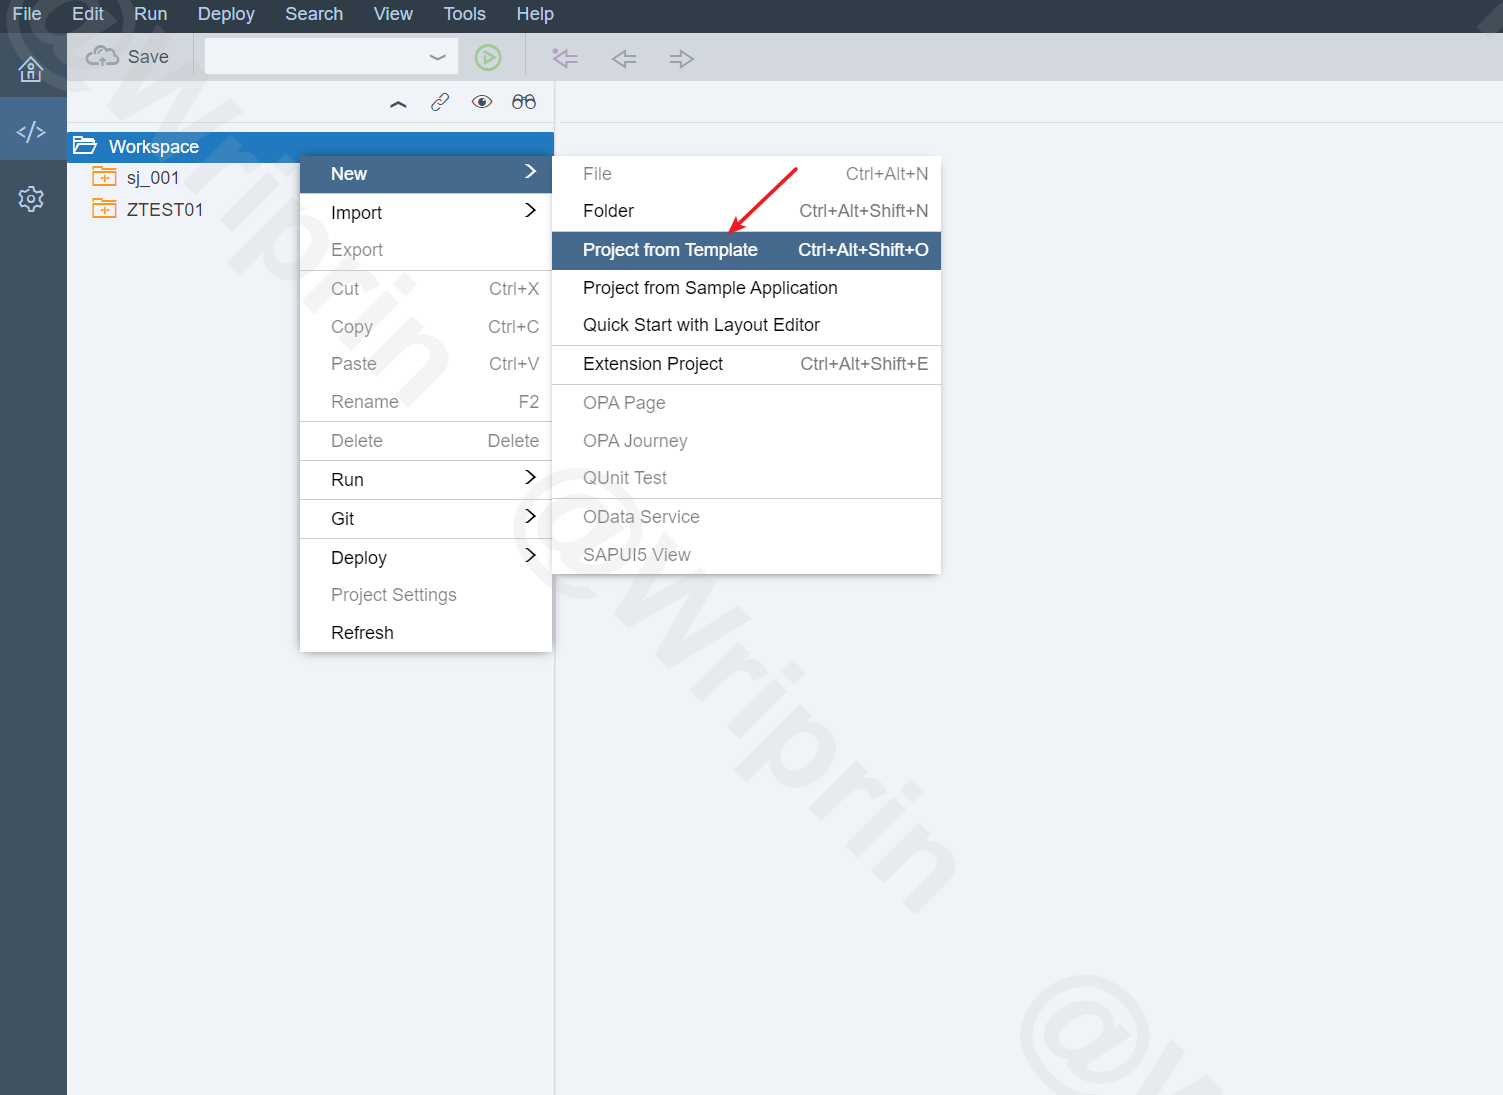 File Edit Run Deploy Search View Tools Help
Save
Workspace
sj_001
ZTEST01
New
Import
Export
Cut Ctrl+X
Copy Ctrl+C
Paste Ctrl+V
Rename F2
Delete Delete
Run
Git
Deploy
Project Settings
Refresh
File Ctrl+Alt+N
Folder Ctrl+Alt+Shift+N
Project from Template Ctrl+Alt+Shift+O
Project from Sample Application
Quick Start with Layout Editor
Extension Project Ctrl+Alt+Shift+E
OPA Page
OPA Journey
QUnit Test
OData Service
SAPUI5 View
@Wriprin
@Wriprin
@W